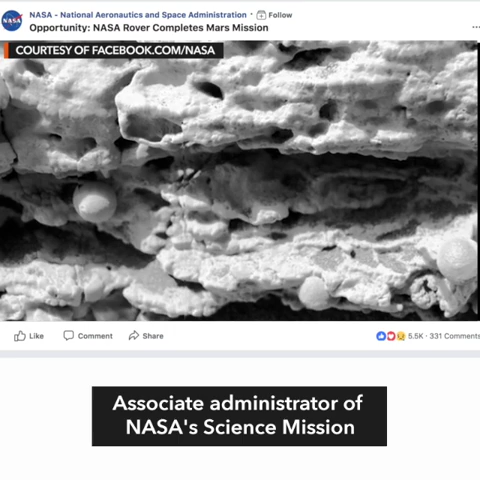 NASA
NASA - National Aeronautics and Space Administration · Follow
Opportunity: NASA Rover Completes Mars Mission
COURTESY OF FACEBOOK.COM/NASA
Like Comment Share 5.5K · 331 Comments
Associate administrator of
NASA's Science Mission